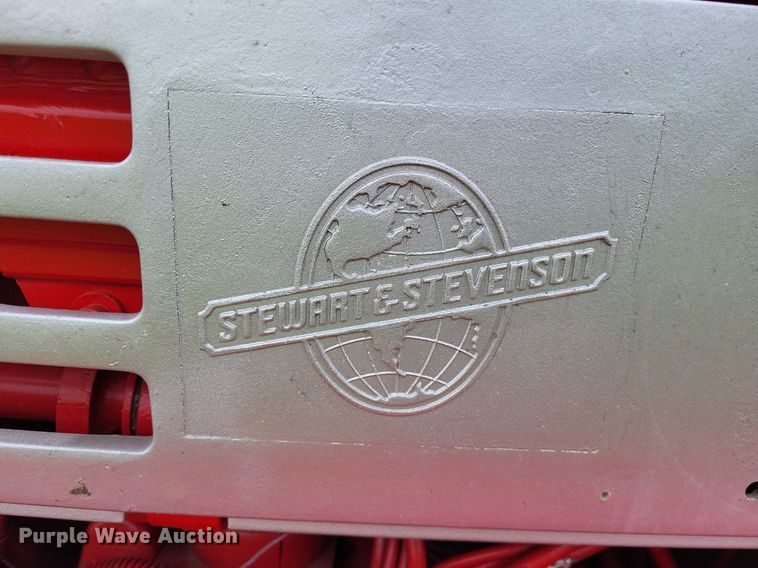 STEWART & STEVENSON
Purple Wave Auction